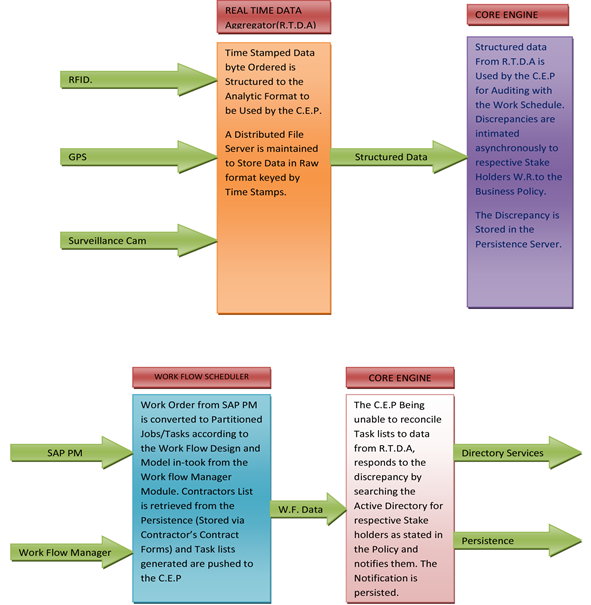 REAL TIME DATA
Aggregator(R.T.D.A)
CORE ENGINE
RFID.
GPS
Surveillance Cam
Time Stamped Data
byte Ordered is
Structured to the
Analytic Format to
be Used by the C.E.P.
A Distributed File
Server is maintained
to Store Data in Raw
format keyed by
Time Stamps.
Structured Data
Structured data
From R.T.D.A is
Used by the C.E.P
for Auditing with
the Work Schedule.
Discrepancies are
intimated
asynchronously to
respective Stake
Holders W.R.to the
Business Policy.
The Discrepancy is
Stored in the
Persistence Server.
WORK FLOW SCHEDULER
CORE ENGINE
SAP PM
Work Flow Manager
Work Order from SAP PM
is converted to Partitioned
Jobs/Tasks according to
the Work Flow Design and
Model in-took from the
Work flow Manager
Module. Contractors List
is retrieved from the
Persistence (Stored via
Contractor's Contract
Forms) and Task lists
generated are pushed to
the C.E.P
W.F. Data
The C.E.P Being
unable to reconcile
Task lists to data
from R.T.D.A,
responds to the
discrepancy by
searching the
Active Directory for
respective Stake
holders as stated in
the Policy and
notifies them. The
Notification is
persisted.
Directory Services
Persistence